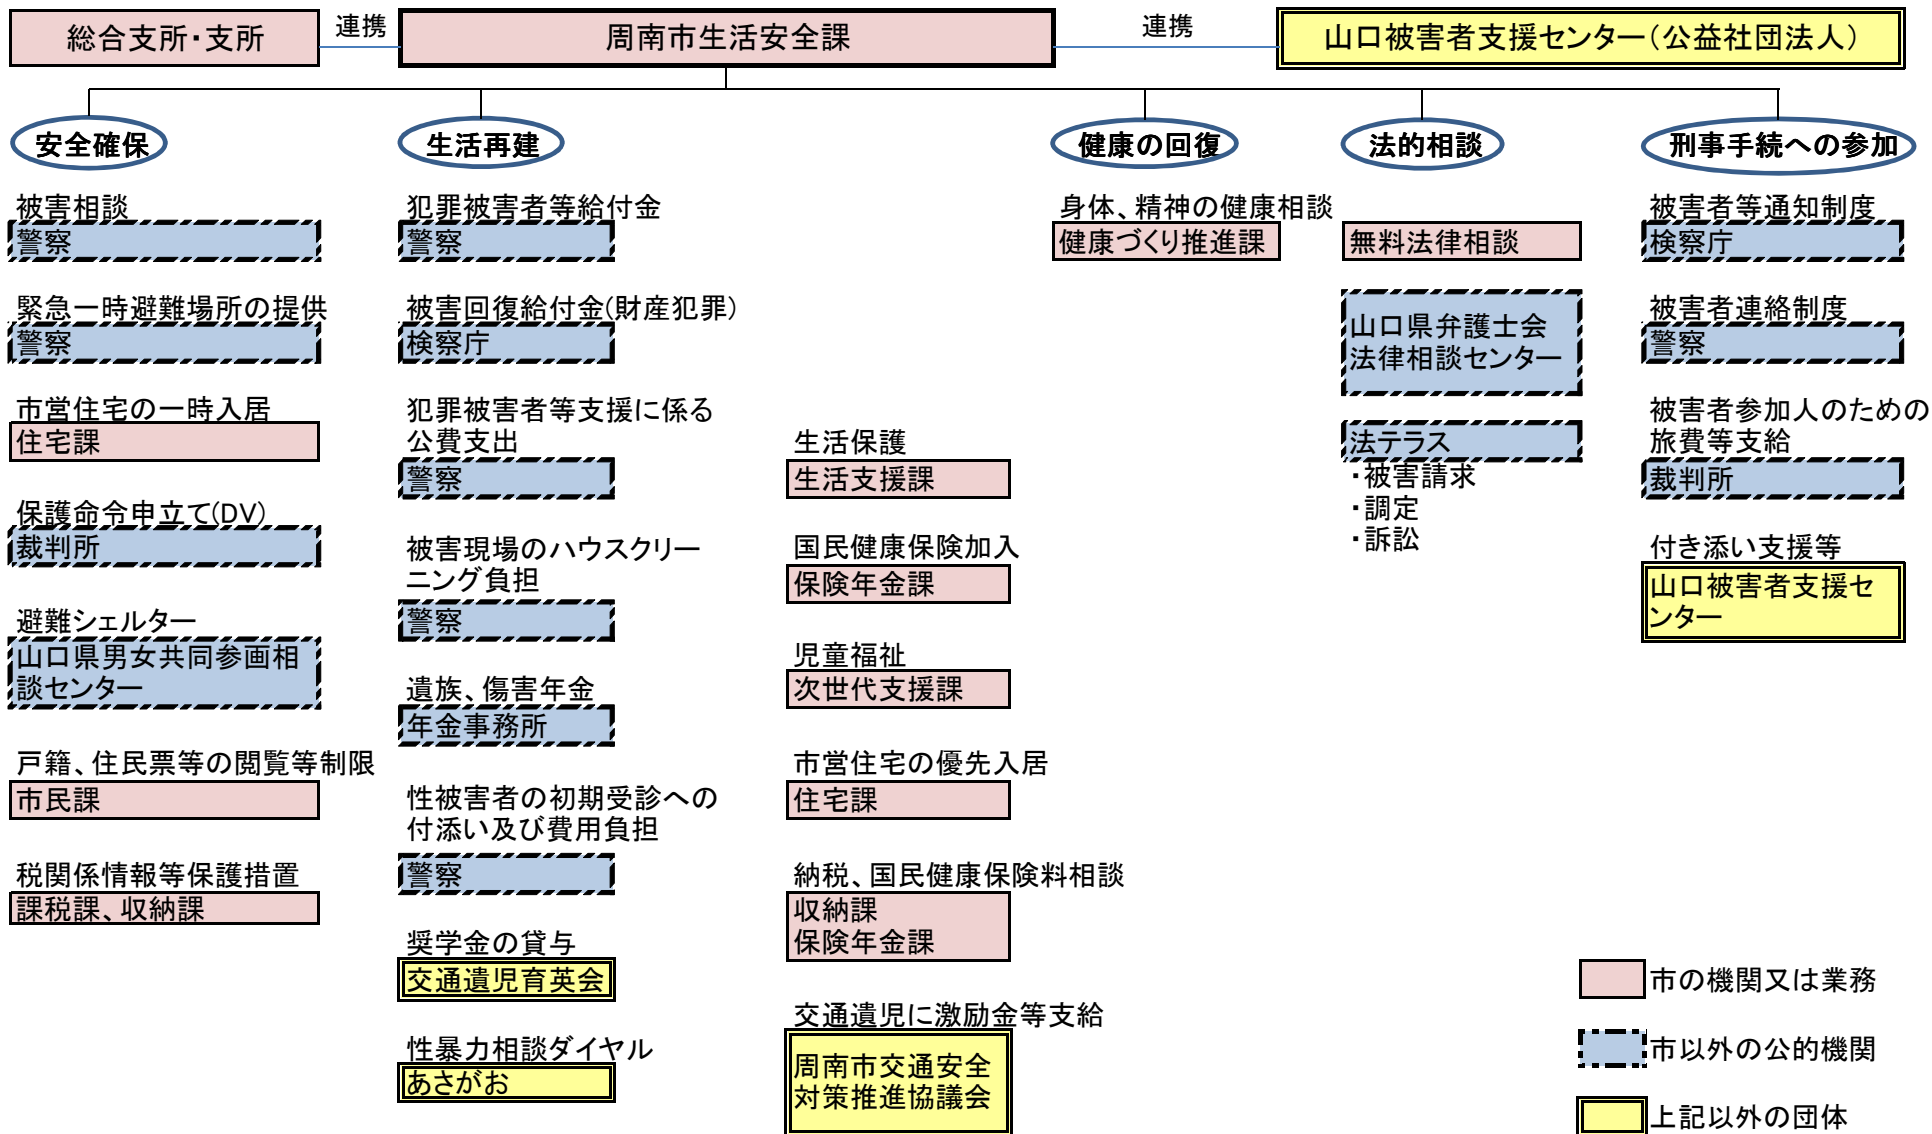 総合支所・支所
連携
周南市生活安全課
連携
山口被害者支援センター（公益社団法人）
安全確保
被害相談
警察
緊急一時避難場所の提供
警察
市営住宅の一時入居
住宅課
保護命令申立て(DV)
裁判所
避難シェルター
山口県男女共同参画相
談センター
戸籍、住民票等の閲覧等制限
市民課
税関係情報等保護措置
課税課、収納課
生活再建
犯罪被害者等給付金
警察
被害回復給付金(財産犯罪)
検察庁
犯罪被害者等支援に係る
公費支出
警察
被害現場のハウスクリー
ニング負担
警察
遺族、傷害年金
年金事務所
性被害者の初期受診への
付添い及び費用負担
警察
奨学金の貸与
交通遺児育英会
性暴力相談ダイヤル
あさがお
生活保護
生活支援課
国民健康保険加入
保険年金課
児童福祉
次世代支援課
市営住宅の優先入居
住宅課
納税、国民健康保険料相談
収納課
保険年金課
交通遺児に激励金等支給
周南市交通安全
対策推進協議会
健康の回復
身体、精神の健康相談
健康づくり推進課
法的相談
無料法律相談
山口県弁護士会
法律相談センター
法テラス
・被害請求
・調定
・訴訟
刑事手続への参加
被害者等通知制度
検察庁
被害者連絡制度
警察
被害者参加人のための
旅費等支給
裁判所
付き添い支援等
山口被害者支援セ
ンター
市の機関又は業務
市以外の公的機関
上記以外の団体